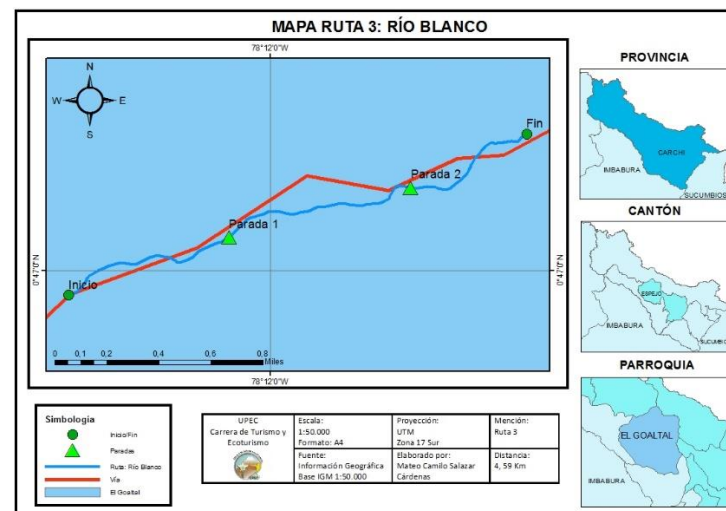 MAPA RUTA 3: RÍO BLANCO
78°12'0"W
N
W
E
S
Fin
Parada 2
Parada 1
Inicio
0°47'0"N
0°47'0"N
0 0,1 0,2 0,4 0,6 0,8
Miles
78°12'0"W
PROVINCIA
CARCHI
IMBABURA
SUCUMBIOS
CANTÓN
ESPEJO
IMBABURA
SUCUMBIOS
PARROQUIA
EL GOALTAL
IMBABURA
Simbología
Inicio/Fin
Paradas
Ruta: Río Blanco
Vía
El Goaltal
UPEC
Carrera de Turismo y
Ecoturismo
Escala:
1:50.000
Formato: A4
Proyección:
UTM
Zona 17 Sur
Mención:
Ruta 3
Fuente:
Información Geográfica
Base IGM 1:50.000
Elaborado por:
Mateo Camilo Salazar
Cárdenas
Distancia:
4, 59 Km